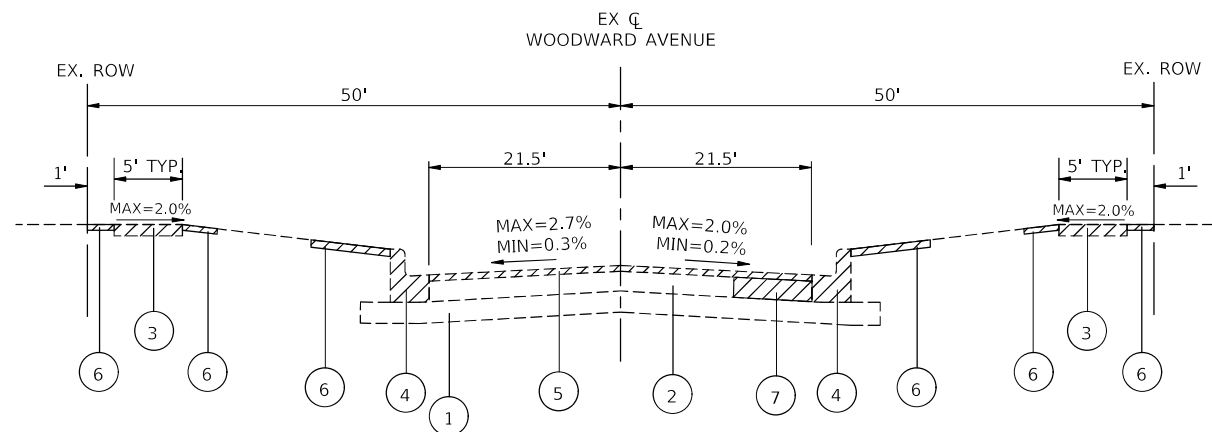 EX ℄
WOODWARD AVENUE
EX. ROW
EX. ROW
50'
50'
21.5'
21.5'
1'
5' TYP.
5' TYP.
1'
MAX=2.0%
MAX=2.7%
MIN=0.3%
MAX=2.0%
MIN=0.2%
MAX=2.0%
6
3
6
6
4
1
5
2
7
4
6
6
3
6